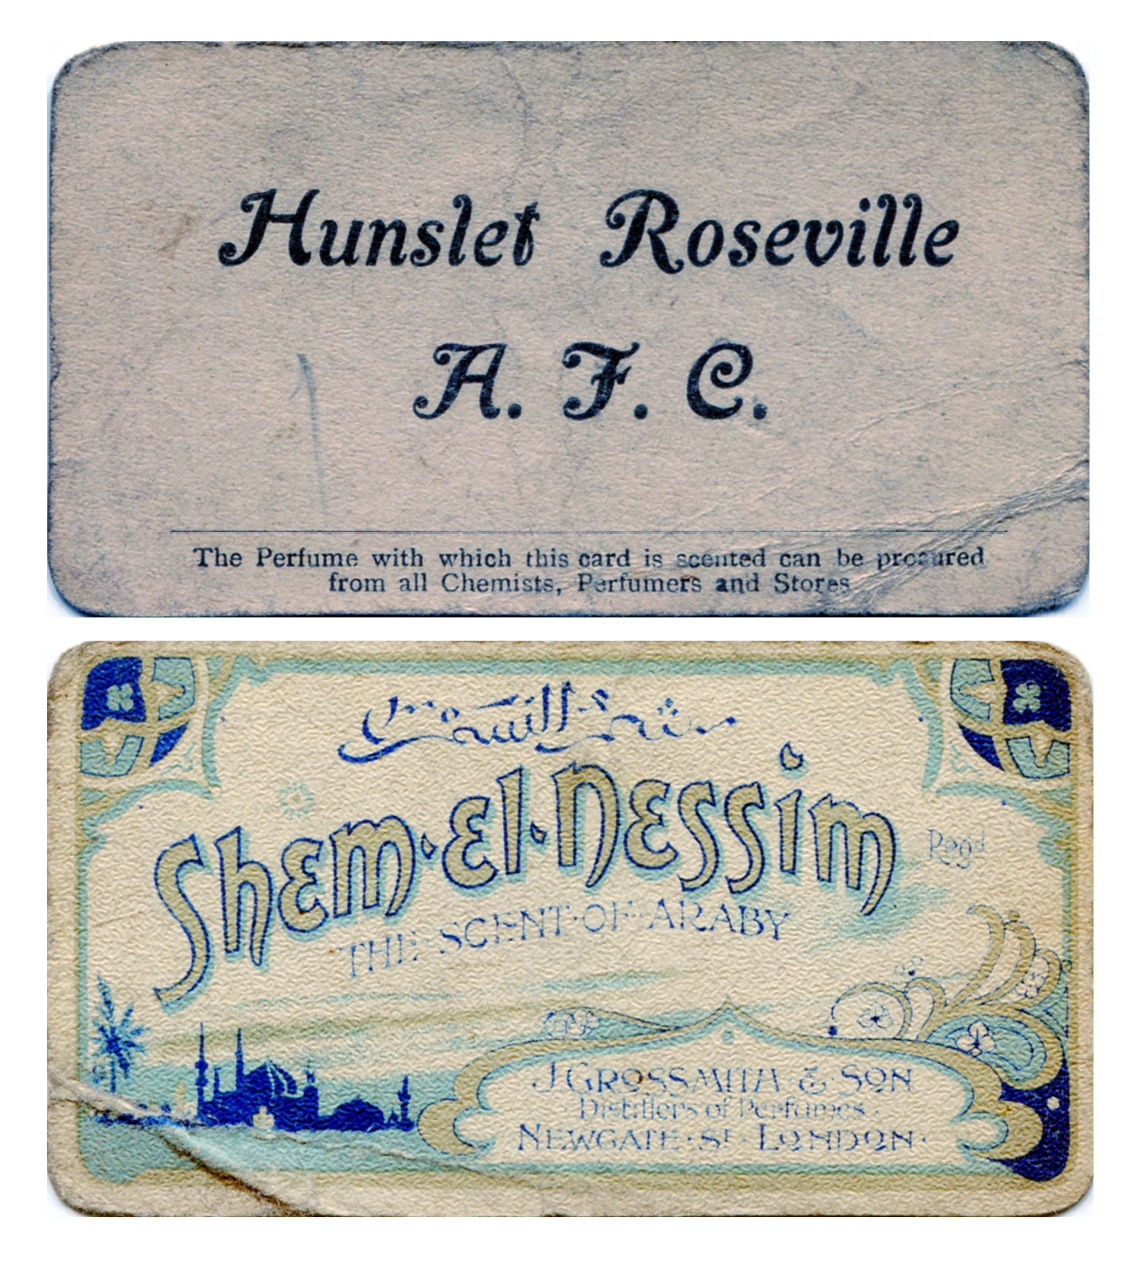 Hunslet Roseville
A. F. C.
The Perfume with which this card is scented can be procured
from all Chemists, Perfumers and Stores
Shem·El·Nessim
Regd
THE·SCENT·OF·ARABY
J GROSSMITH & SON
Distillers of Perfumes
NEWGATE·ST·LONDON·